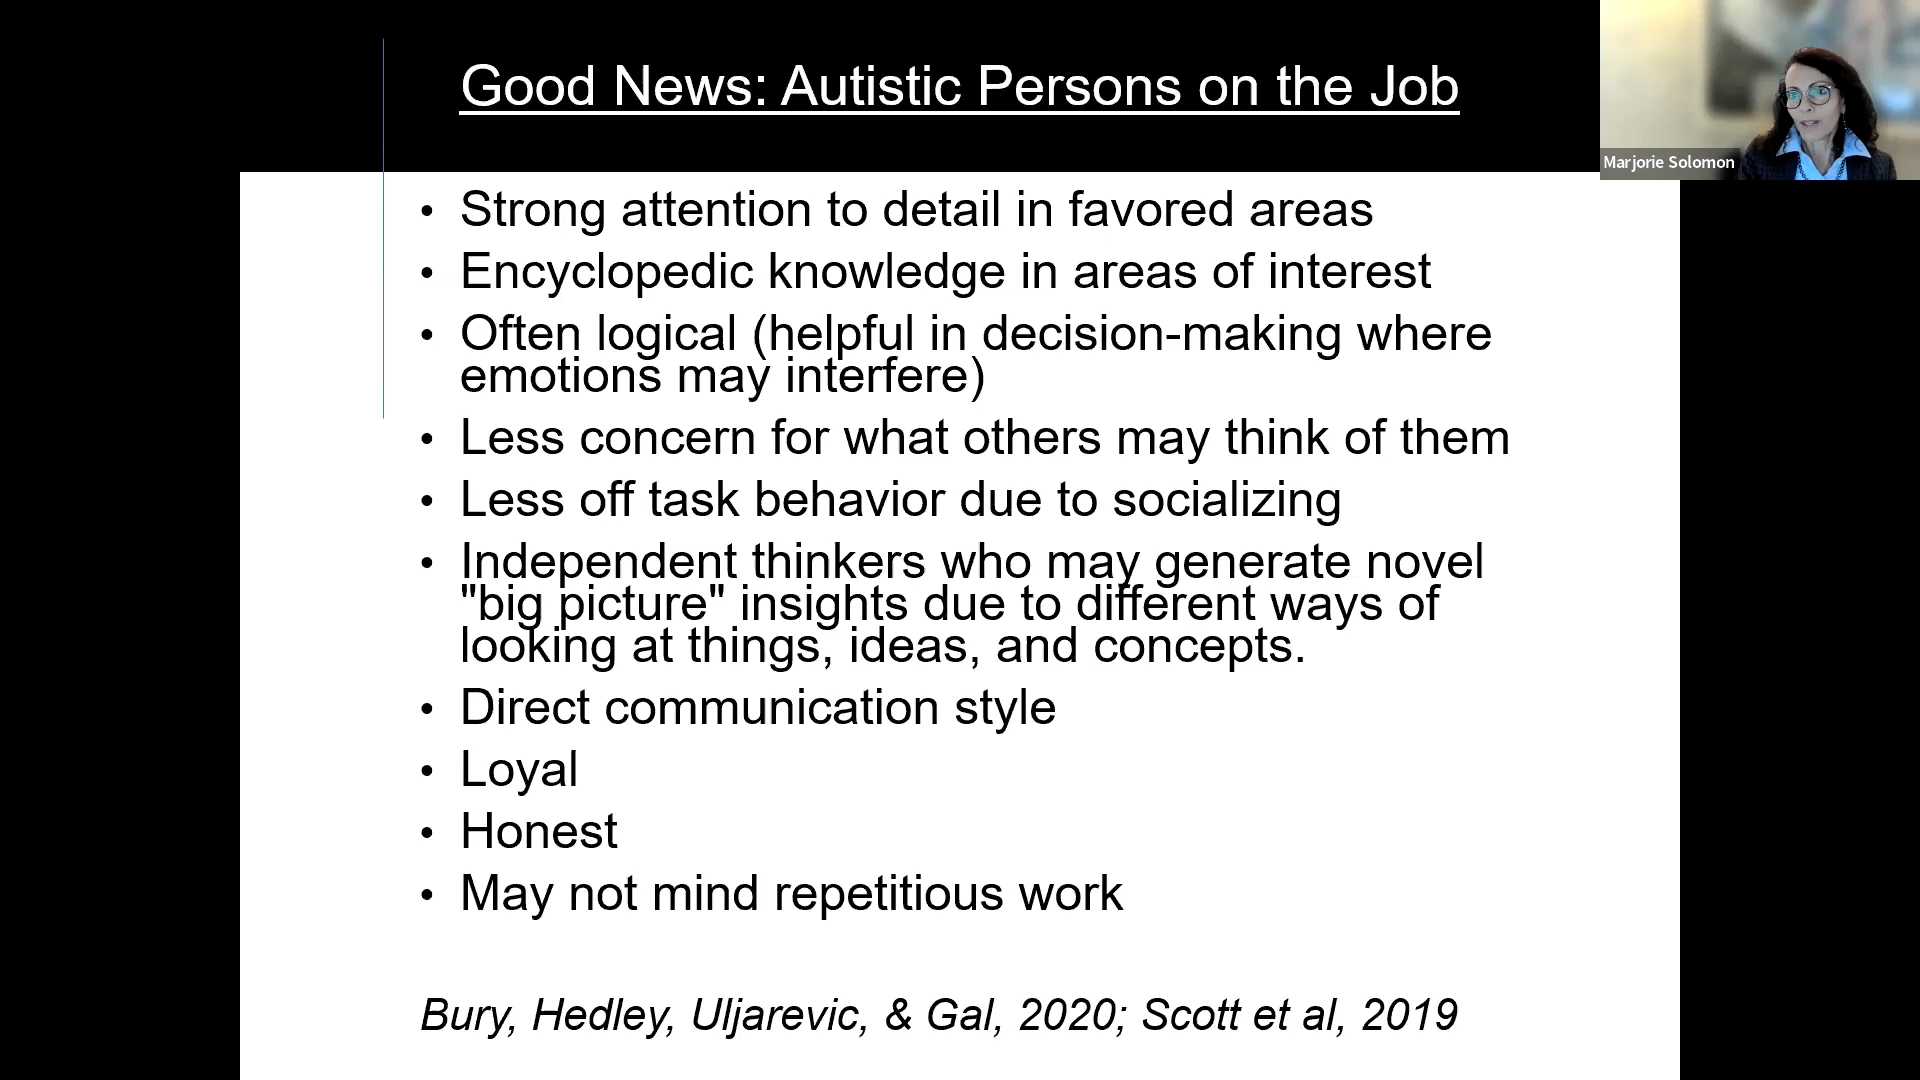 Good News: Autistic Persons on the Job
Marjorie Solomon
• Strong attention to detail in favored areas
• Encyclopedic knowledge in areas of interest
• Often logical (helpful in decision-making where
emotions may interfere)
• Less concern for what others may think of them
• Less off task behavior due to socializing
• Independent thinkers who may generate novel
"big picture" insights due to different ways of
looking at things, ideas, and concepts.
• Direct communication style
• Loyal
• Honest
• May not mind repetitious work
Bury, Hedley, Uljarevic, & Gal, 2020; Scott et al, 2019